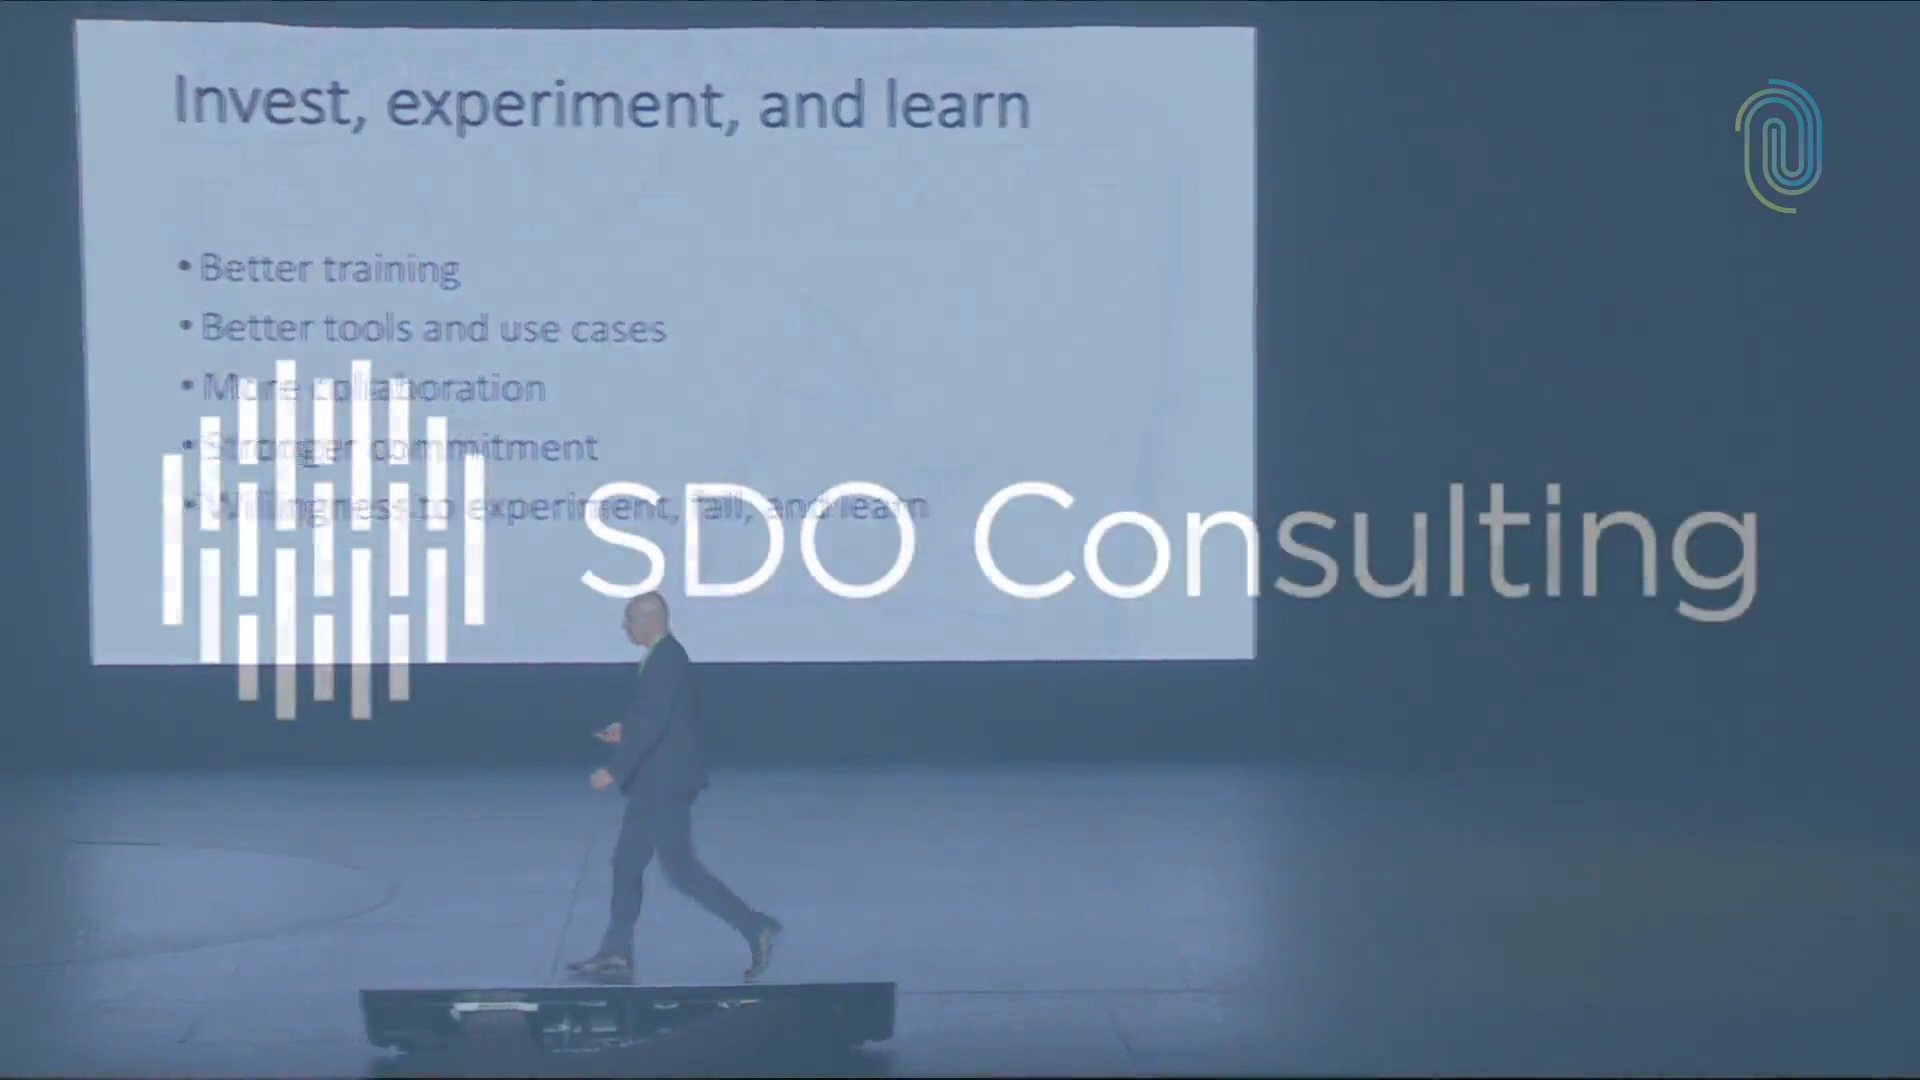 Invest, experiment, and learn
• Better training
• Better tools and use cases
• More collaboration
• Stronger commitment
• Willingness to experiment, fail, and learn
SDO Consulting